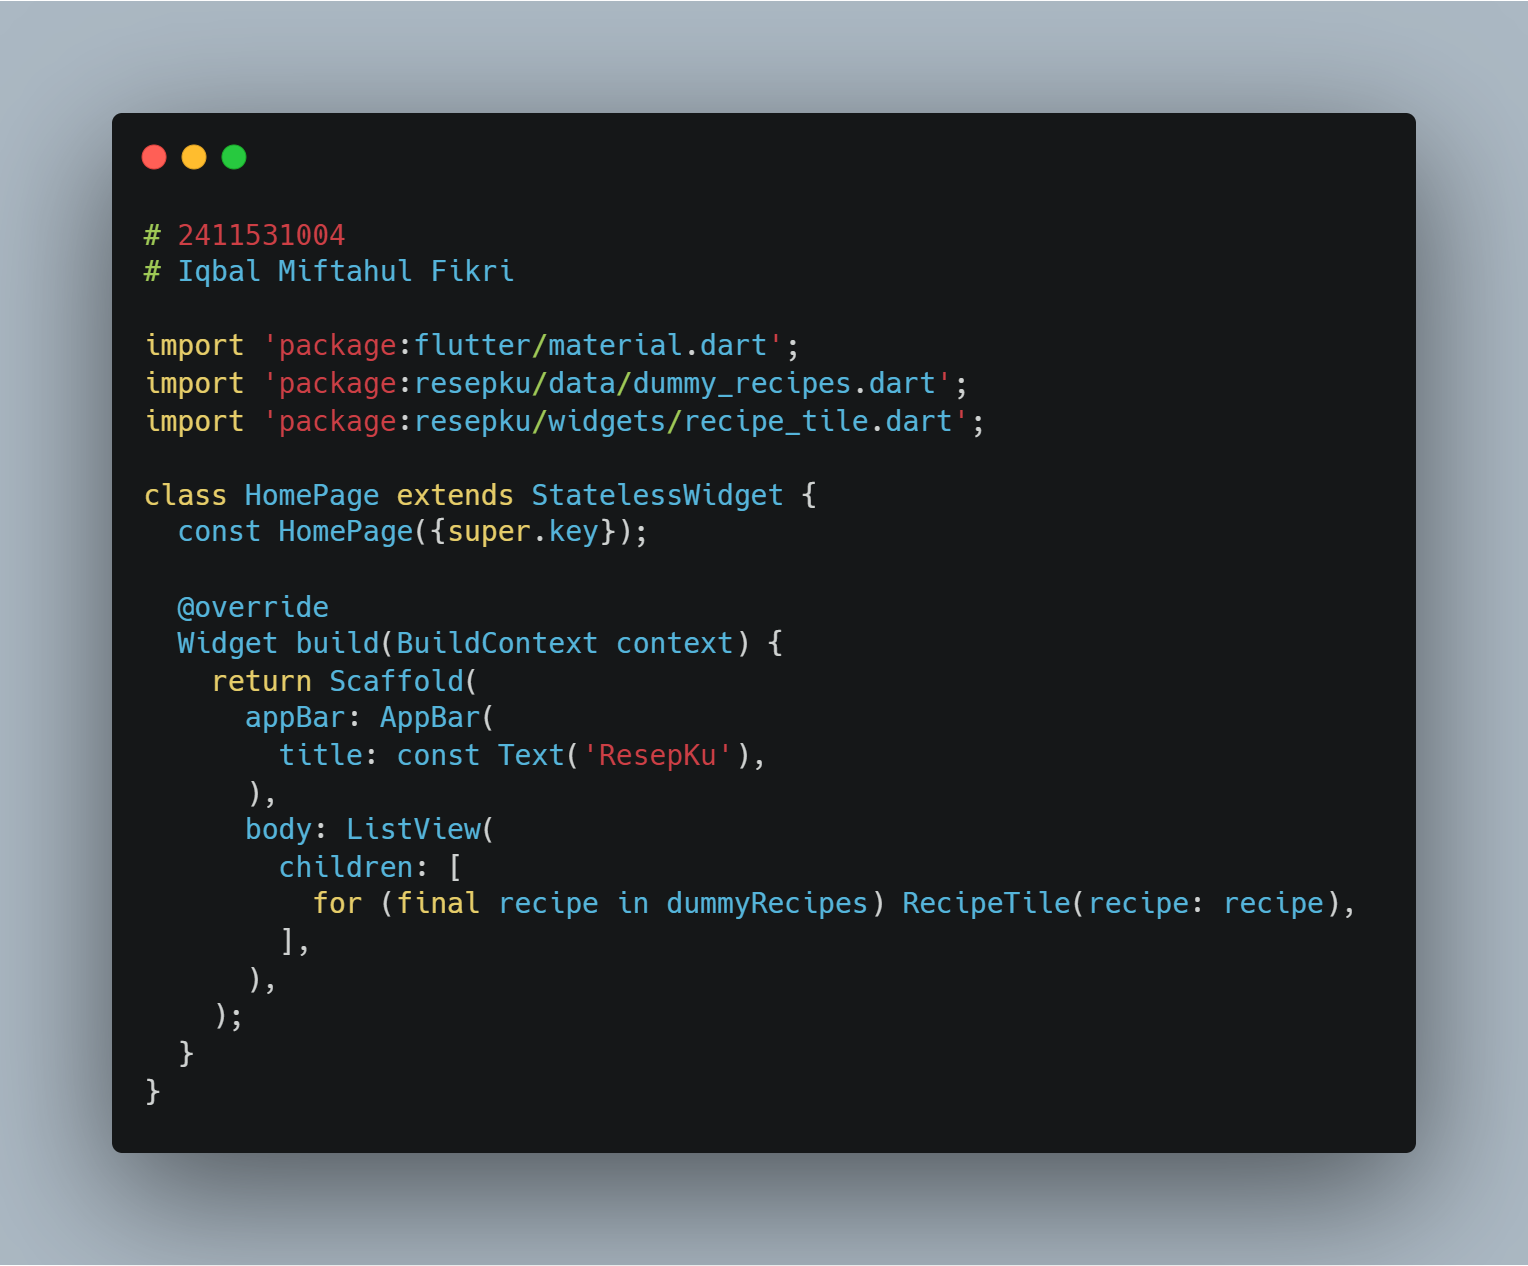 # 2411531004
# Iqbal Miftahul Fikri

import 'package:flutter/material.dart';
import 'package:resepku/data/dummy_recipes.dart';
import 'package:resepku/widgets/recipe_tile.dart';

class HomePage extends StatelessWidget {
  const HomePage({super.key});

  @override
  Widget build(BuildContext context) {
    return Scaffold(
      appBar: AppBar(
        title: const Text('ResepKu'),
      ),
      body: ListView(
        children: [
          for (final recipe in dummyRecipes) RecipeTile(recipe: recipe),
        ],
      ),
    );
  }
}